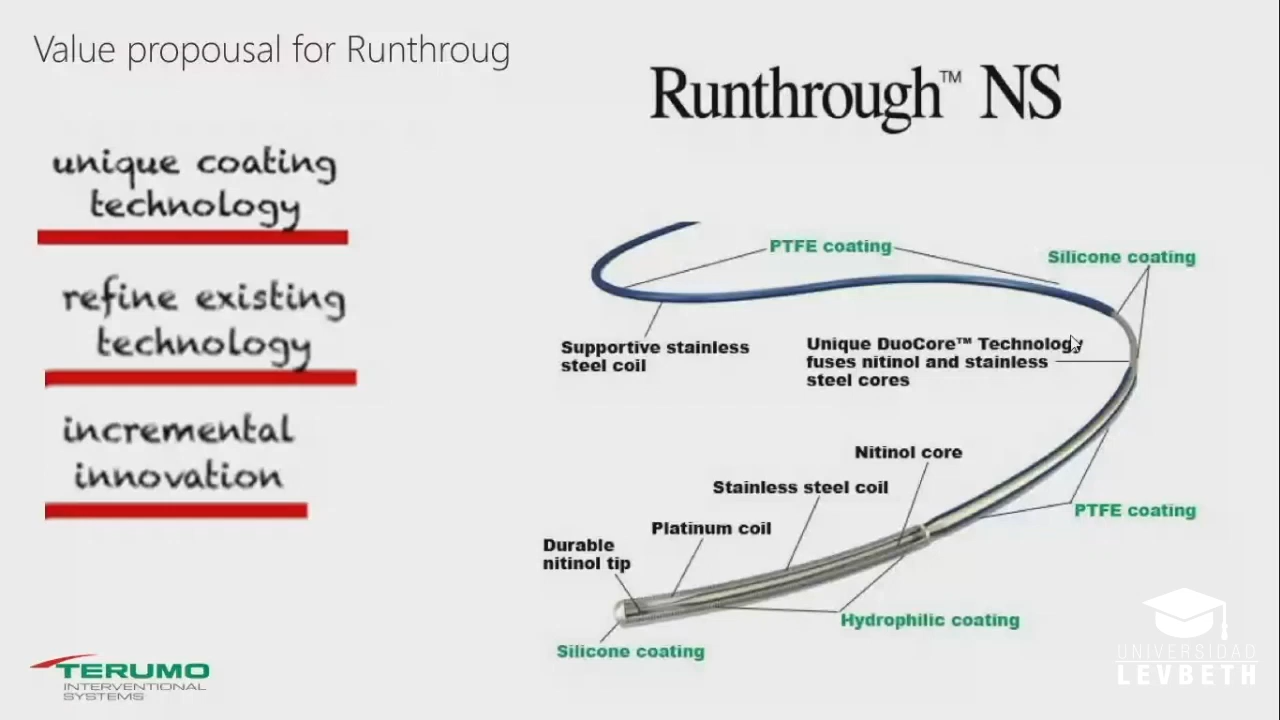 Value propousal for Runthroug
Runthrough™ NS
unique coating
technology
refine existing
technology
incremental
innovation
PTFE coating
Silicone coating
Supportive stainless
steel coil
Unique DuoCore™ Technology
fuses nitinol and stainless
steel cores
Nitinol core
Stainless steel coil
Platinum coil
Durable
nitinol tip
PTFE coating
Hydrophilic coating
Silicone coating
TERUMO
INTERVENTIONAL
SYSTEMS
UNIVERSIDAD
LEVBETH